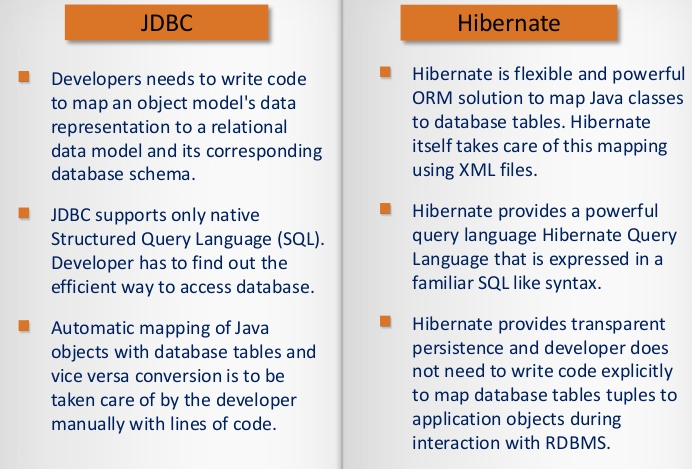 JDBC
Developers needs to write code
to map an object model's data
representation to a relational
data model and its corresponding
database schema.
JDBC supports only native
Structured Query Language (SQL).
Developer has to find out the
efficient way to access database.
Automatic mapping of Java
objects with database tables and
vice versa conversion is to be
taken care of by the developer
manually with lines of code.
Hibernate
Hibernate is flexible and powerful
ORM solution to map Java classes
to database tables. Hibernate
itself takes care of this mapping
using XML files.
Hibernate provides a powerful
query language Hibernate Query
Language that is expressed in a
familiar SQL like syntax.
Hibernate provides transparent
persistence and developer does
not need to write code explicitly
to map database tables tuples to
application objects during
interaction with RDBMS.